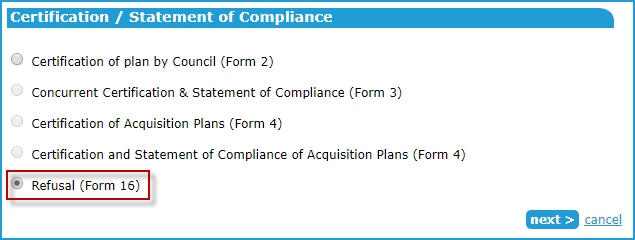 Certification / Statement of Compliance
Certification of plan by Council (Form 2)
Concurrent Certification & Statement of Compliance (Form 3)
Certification of Acquisition Plans (Form 4)
Certification and Statement of Compliance of Acquisition Plans (Form 4)
Refusal (Form 16)
next > cancel